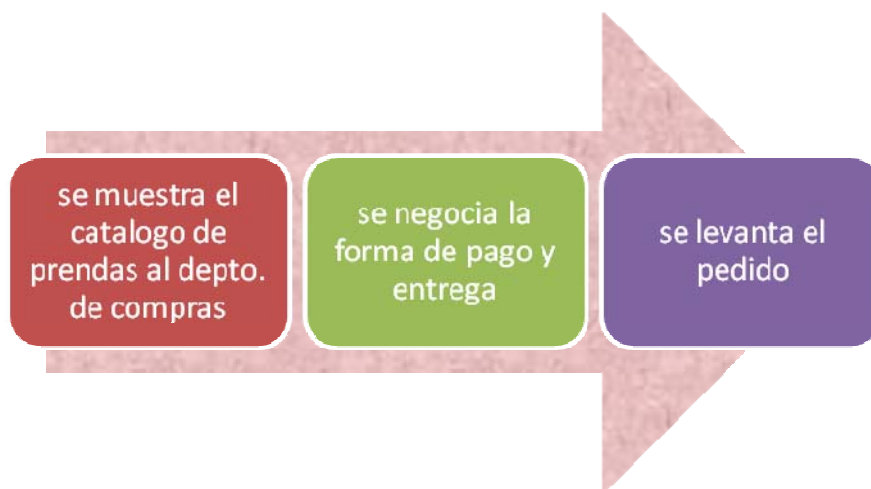 se muestra el
catalogo de
prendas al depto.
de compras
se negocia la
forma de pago y
entrega
se levanta el
pedido